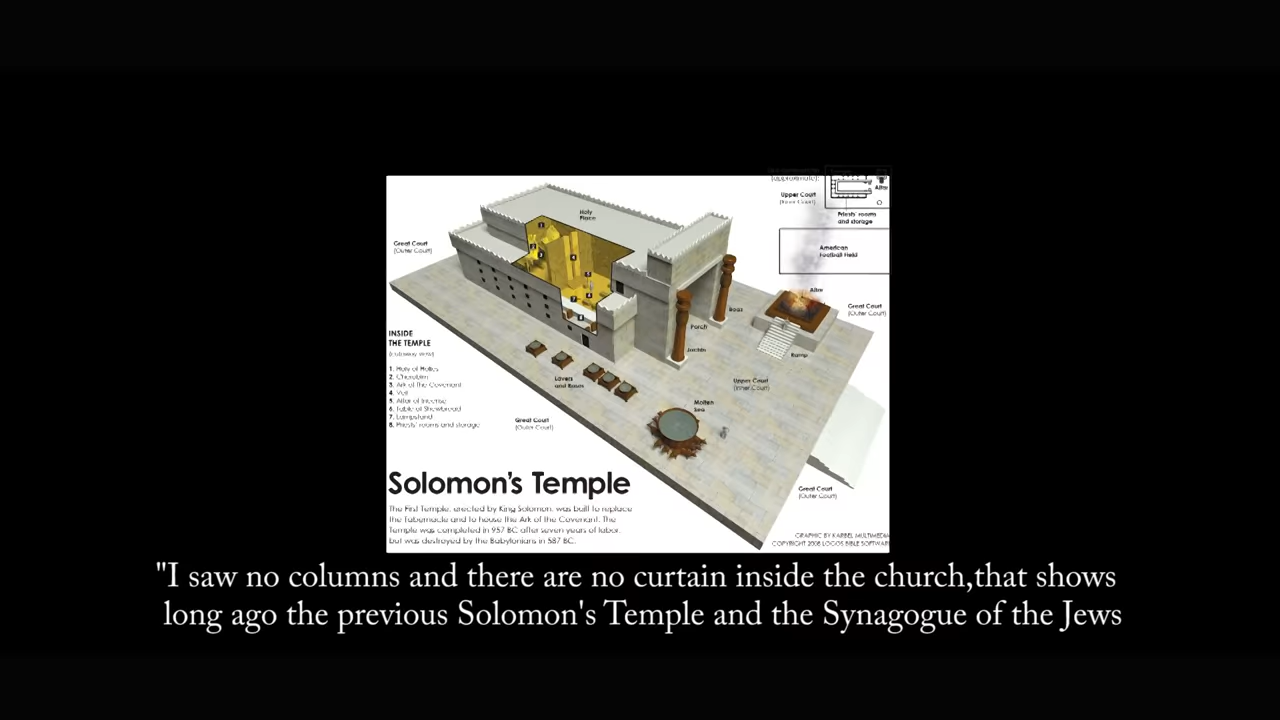 (approximate)
Upper Court
(Inner Court)
Altar
Priests' rooms
and storage
American
Football Field
Holy
Place
Great Court
(Outer Court)
Altar
Great Court
(Outer Court)
Boaz
Porch
Jachin
Ramp
INSIDE
THE TEMPLE
(cutaway view)
1. Holy of Holies
2. Cherubim
3. Ark of the Covenant
4. Veil
5. Altar of Incense
6. Table of Showbread
7. Lampstand
8. Priests' rooms and storage
Lavers
and Bases
Upper Court
(Inner Court)
Molten
Sea
Great Court
(Outer Court)
Great Court
(Outer Court)
Solomon's Temple
The First Temple, erected by King Solomon, was built to replace
the Tabernacle and to house the Ark of the Covenant. The
Temple was completed in 957 BC after seven years of labor,
but was destroyed by the Babylonians in 587 BC.
GRAPHIC BY KARBEL MULTIMEDIA
COPYRIGHT 2008 LOGOS BIBLE SOFTWARE
"I saw no columns and there are no curtain inside the church,that shows
long ago the previous Solomon's Temple and the Synagogue of the Jews